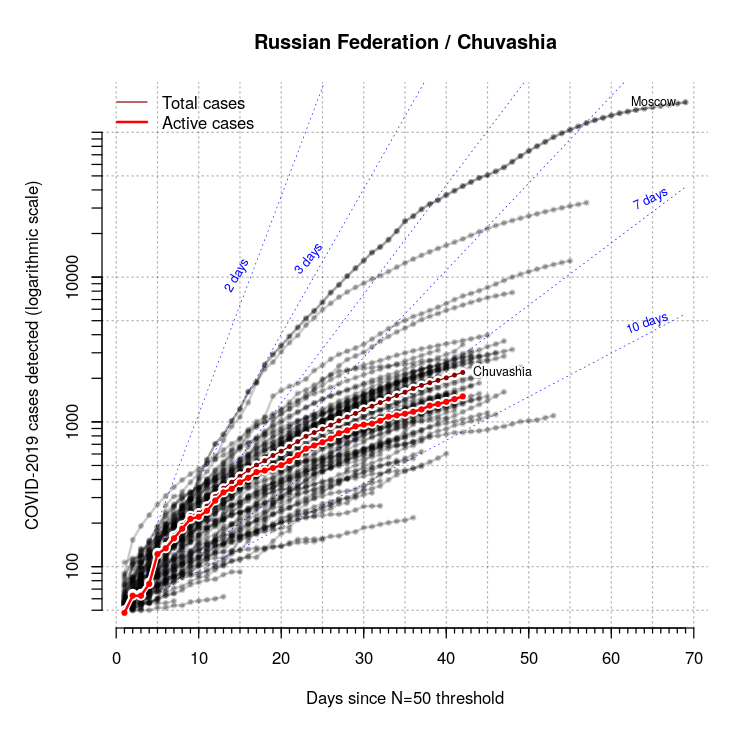 Russian Federation / Chuvashia
Total cases
Active cases
Moscow
2 days
3 days
7 days
10 days
Chuvashia
COVID-2019 cases detected (logarithmic scale)
10000
1000
100
0 10 20 30 40 50 60 70
Days since N=50 threshold